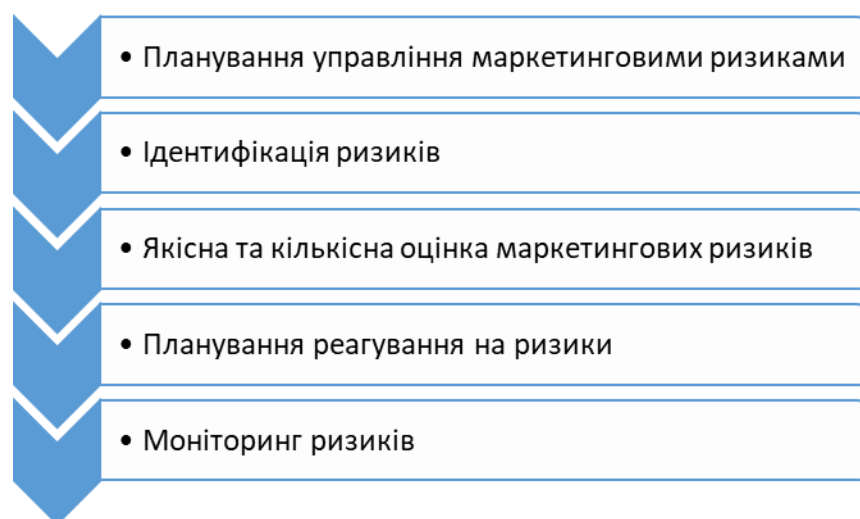 • Планування управління маркетинговими ризиками
• Ідентифікація ризиків
• Якісна та кількісна оцінка маркетингових ризиків
• Планування реагування на ризики
• Моніторинг ризиків